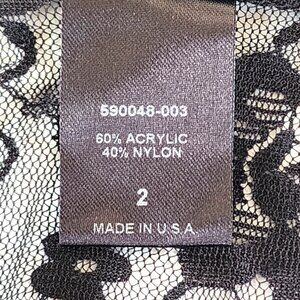 590048-003
60% ACRYLIC
40% NYLON
2
MADE IN U.S.A.